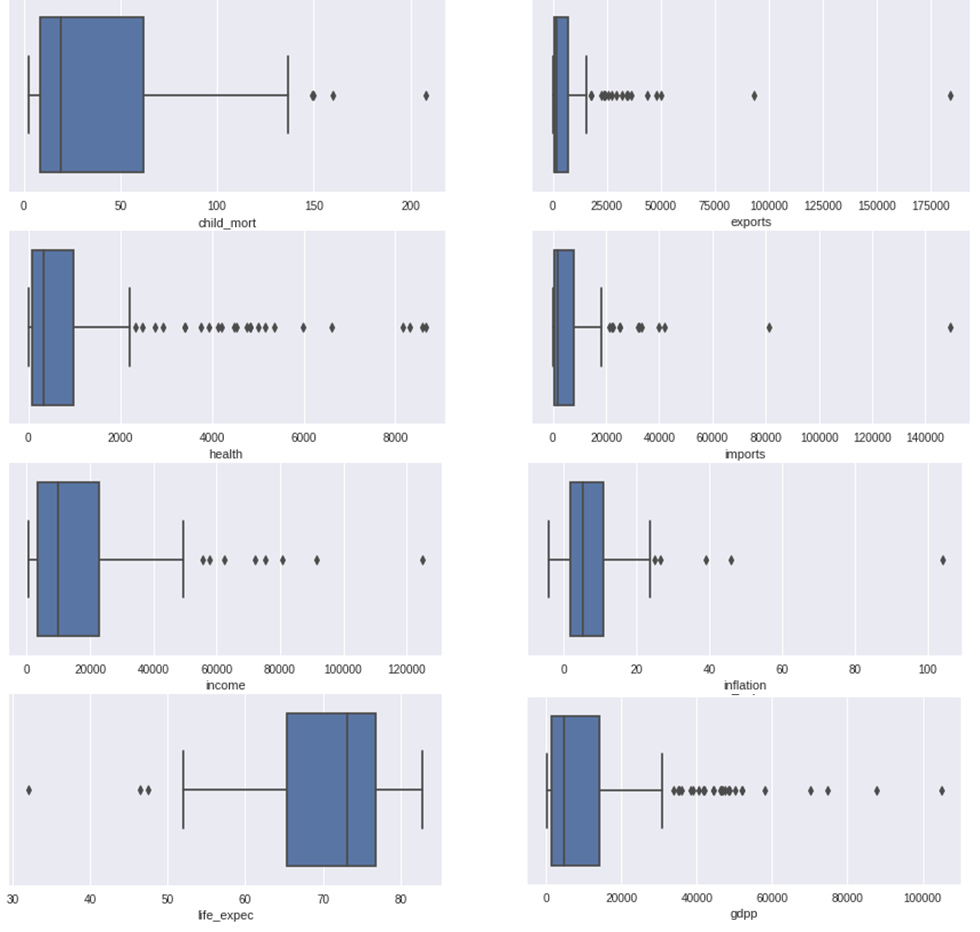 0 50 100 150 200
child_mort
0 25000 50000 75000 100000 125000 150000 175000
exports
0 2000 4000 6000 8000
health
0 20000 40000 60000 80000 100000 120000 140000
imports
0 20000 40000 60000 80000 100000 120000
income
0 20 40 60 80 100
inflation
30 40 50 60 70 80
life_expec
0 20000 40000 60000 80000 100000
gdpp